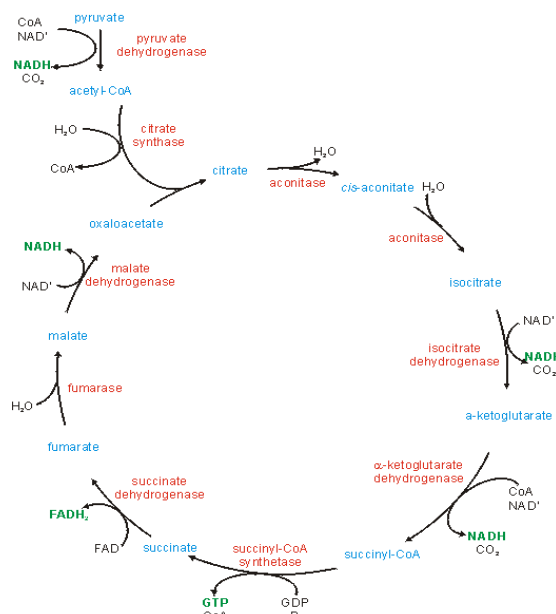 pyruvate
CoA
NAD'
pyruvate
dehydrogenase
NADH
CO₂
acetyl-CoA
H₂O
citrate
synthase
CoA
citrate
H₂O
aconitase
cis-aconitate
H₂O
aconitase
oxaloacetate
NADH
malate
dehydrogenase
NAD'
isocitrate
NAD'
isocitrate
dehydrogenase
NADI
CO₂
malate
fumarase
H₂O
a-ketoglutarate
fumarate
α-ketoglutarate
dehydrogenase
CoA
NAD'
NADH
CO₂
succinate
dehydrogenase
FADH₂
FAD'
succinate
succinyl-CoA
synthetase
succinyl-CoA
GTP
GDP